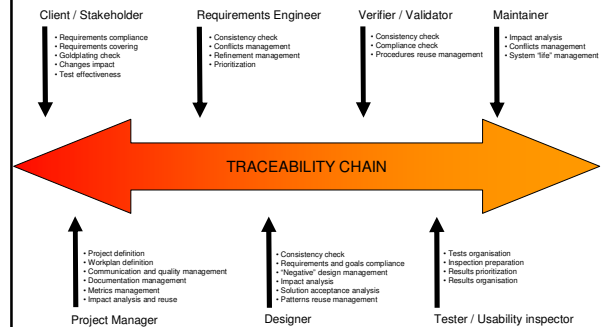 Client / Stakeholder
• Requirements compliance
• Requirements covering
• Goldplating check
• Changes impact
• Test effectiveness
Requirements Engineer
• Consistency check
• Conflicts management
• Refinement management
• Prioritization
Verifier / Validator
• Consistency check
• Compliance check
• Procedures reuse management
Maintainer
• Impact analysis
• Conflicts management
• System "life" management
TRACEABILITY CHAIN
• Project definition
• Workplan definition
• Communication and quality management
• Documentation management
• Metrics management
• Impact analysis and reuse
Project Manager
• Consistency check
• Requirements and goals compliance
• "Negative" design management
• Impact analysis
• Solution acceptance analysis
• Patterns reuse management
Designer
• Tests organisation
• Inspection preparation
• Results prioritization
• Results organisation
Tester / Usability inspector